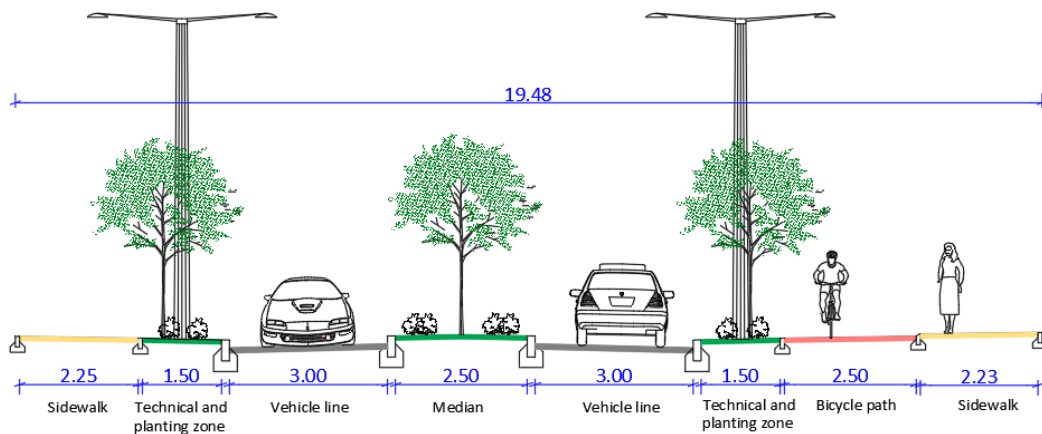 19.48
2.25 1.50 3.00 2.50 3.00 1.50 2.50 2.23
Sidewalk Technical and planting zone Vehicle line Median Vehicle line Technical and planting zone Bicycle path Sidewalk